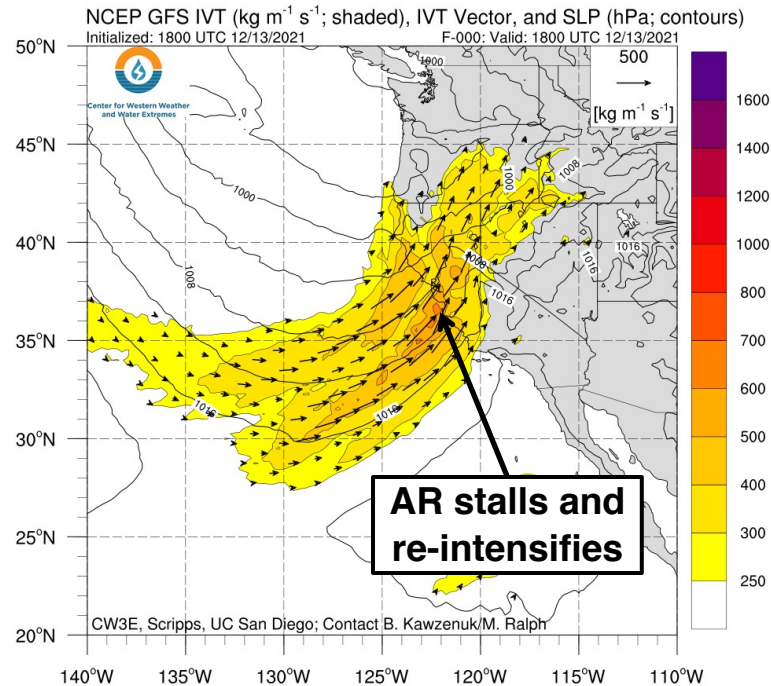 NCEP GFS IVT (kg m⁻¹ s⁻¹; shaded), IVT Vector, and SLP (hPa; contours)
Initialized: 1800 UTC 12/13/2021 F-000: Valid: 1800 UTC 12/13/2021
Center for Western Weather
and Water Extremes
500
[kg m⁻¹ s⁻¹]
50°N
45°N
40°N
35°N
30°N
25°N
20°N
1000
1000
1000
1008
1008
1008
1016
1016
1016
1016
1016
AR stalls and
re-intensifies
1600
1400
1200
1000
800
700
600
500
400
300
250
CW3E, Scripps, UC San Diego; Contact B. Kawzenuk/M. Ralph
140°W 135°W 130°W 125°W 120°W 115°W 110°W